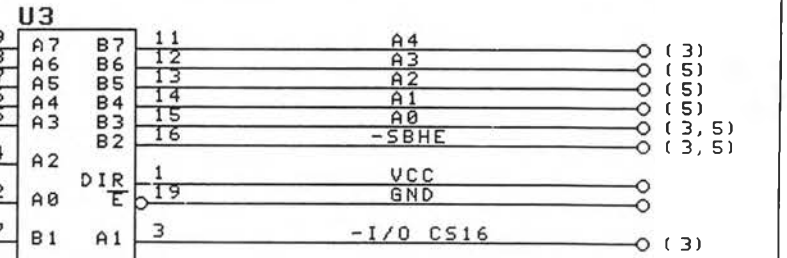 U3
A7 B7 11 A4 (3)
A6 B6 12 A3 (5)
A5 B5 13 A2 (5)
A4 B4 14 A1 (5)
A3 B3 15 A0 (3,5)
B2 16 -SBHE (3,5)
A2
DIR 1 VCC
A0 E 19 GND
B1 A1 3 -I/O CS16 (3)